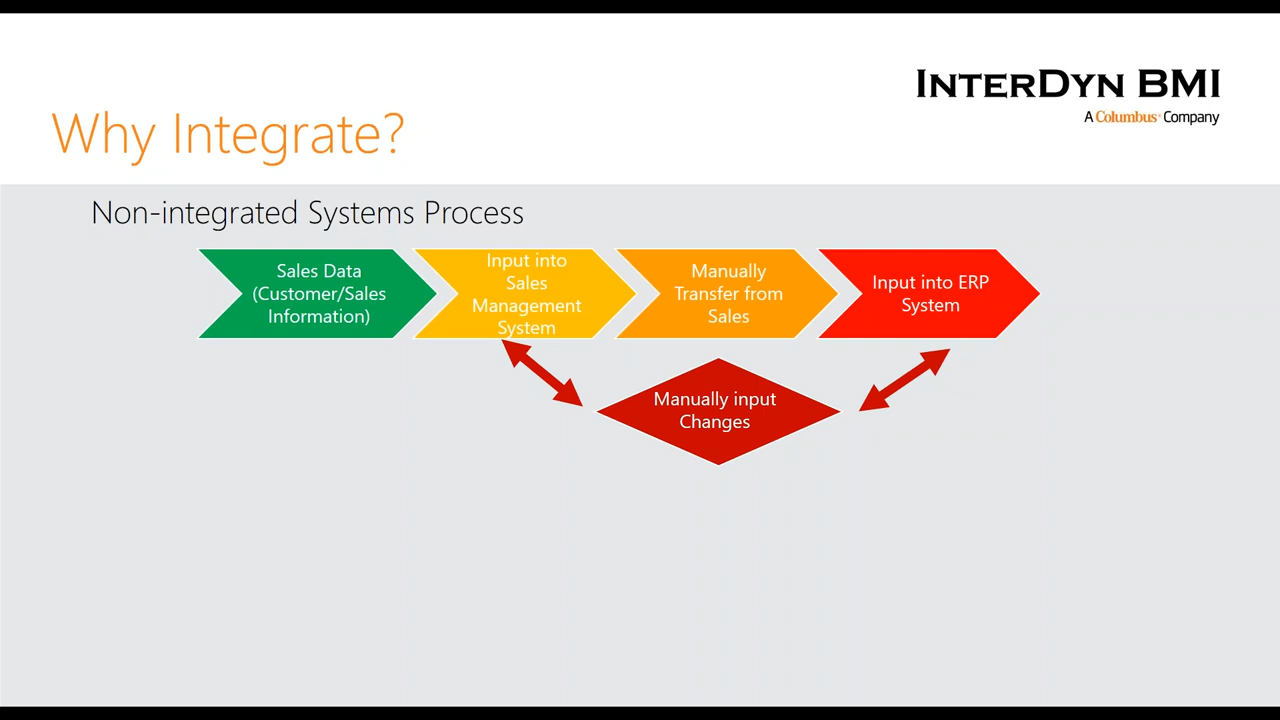 INTERDYN BMI
A Columbus Company
Why Integrate?
Non-integrated Systems Process
Sales Data
(Customer/Sales
Information)
Input into
Sales
Management
System
Manually
Transfer from
Sales
Input into ERP
System
Manually input
Changes